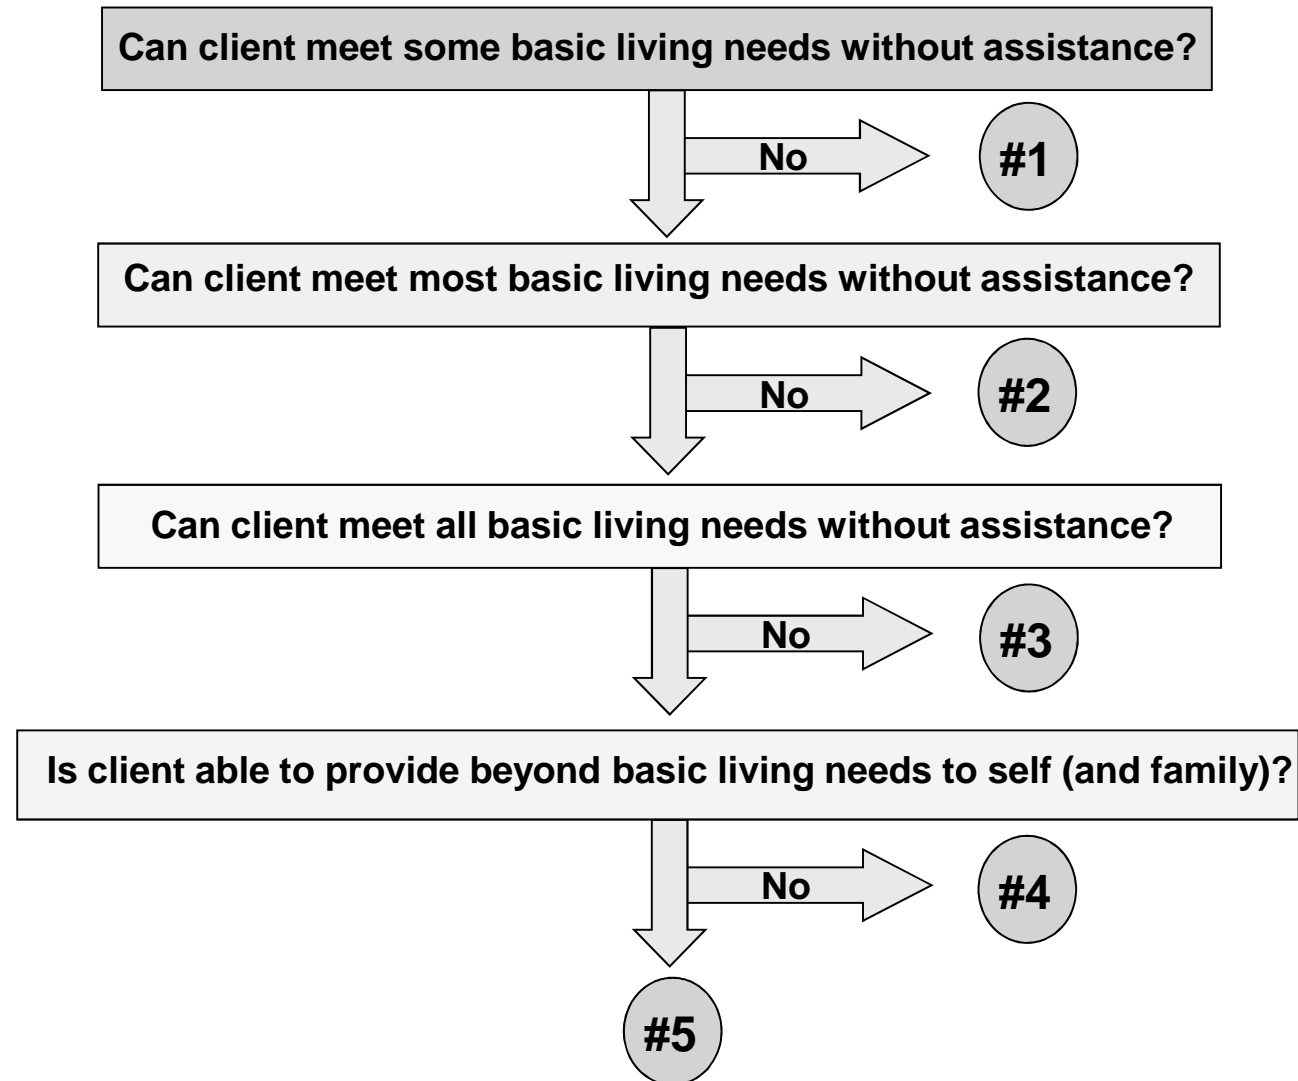 Can client meet some basic living needs without assistance?
No
#1
Can client meet most basic living needs without assistance?
No
#2
Can client meet all basic living needs without assistance?
No
#3
Is client able to provide beyond basic living needs to self (and family)?
No
#4
#5